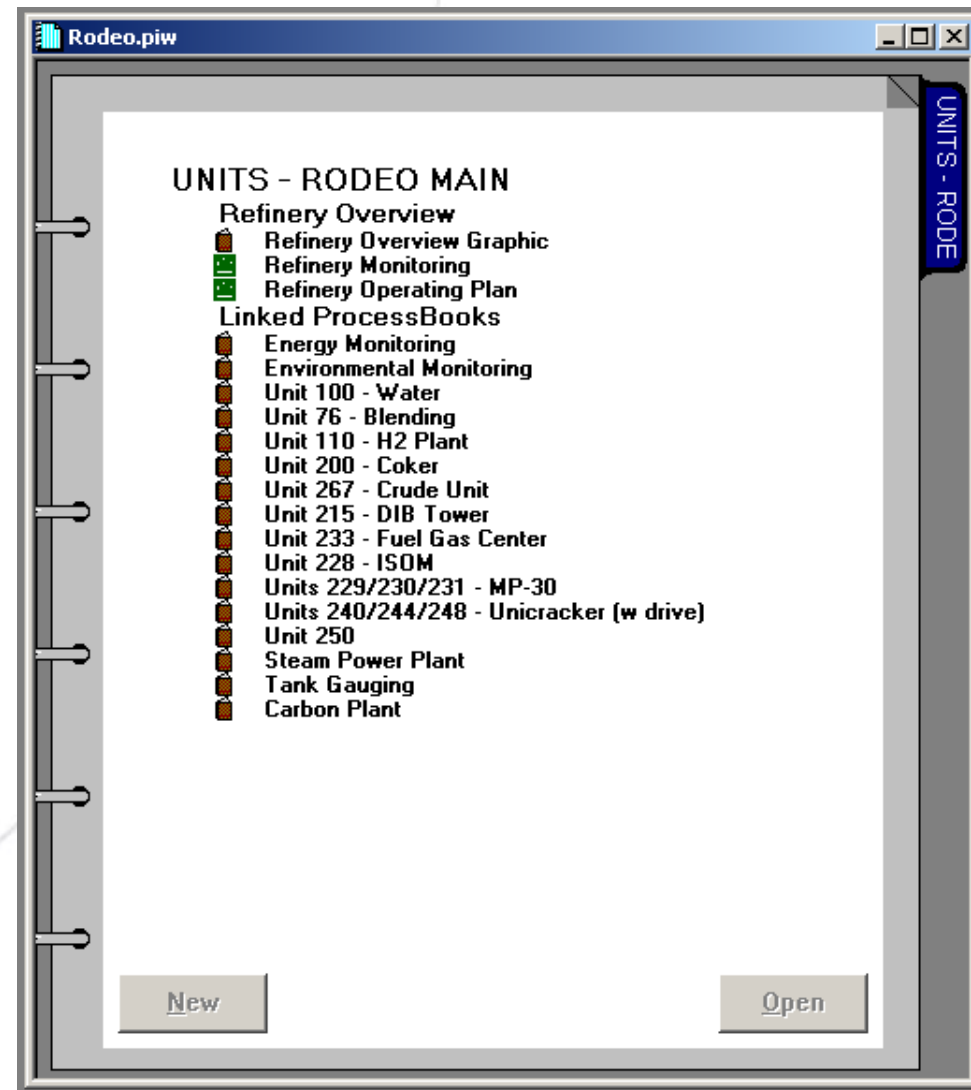 Rodeo.piw
UNITS - RODE
UNITS - RODEO MAIN
Refinery Overview
Refinery Overview Graphic
Refinery Monitoring
Refinery Operating Plan
Linked ProcessBooks
Energy Monitoring
Environmental Monitoring
Unit 100 - Water
Unit 76 - Blending
Unit 110 - H2 Plant
Unit 200 - Coker
Unit 267 - Crude Unit
Unit 215 - DIB Tower
Unit 233 - Fuel Gas Center
Unit 228 - ISOM
Units 229/230/231 - MP-30
Units 240/244/248 - Unicracker (w drive)
Unit 250
Steam Power Plant
Tank Gauging
Carbon Plant
New
Open